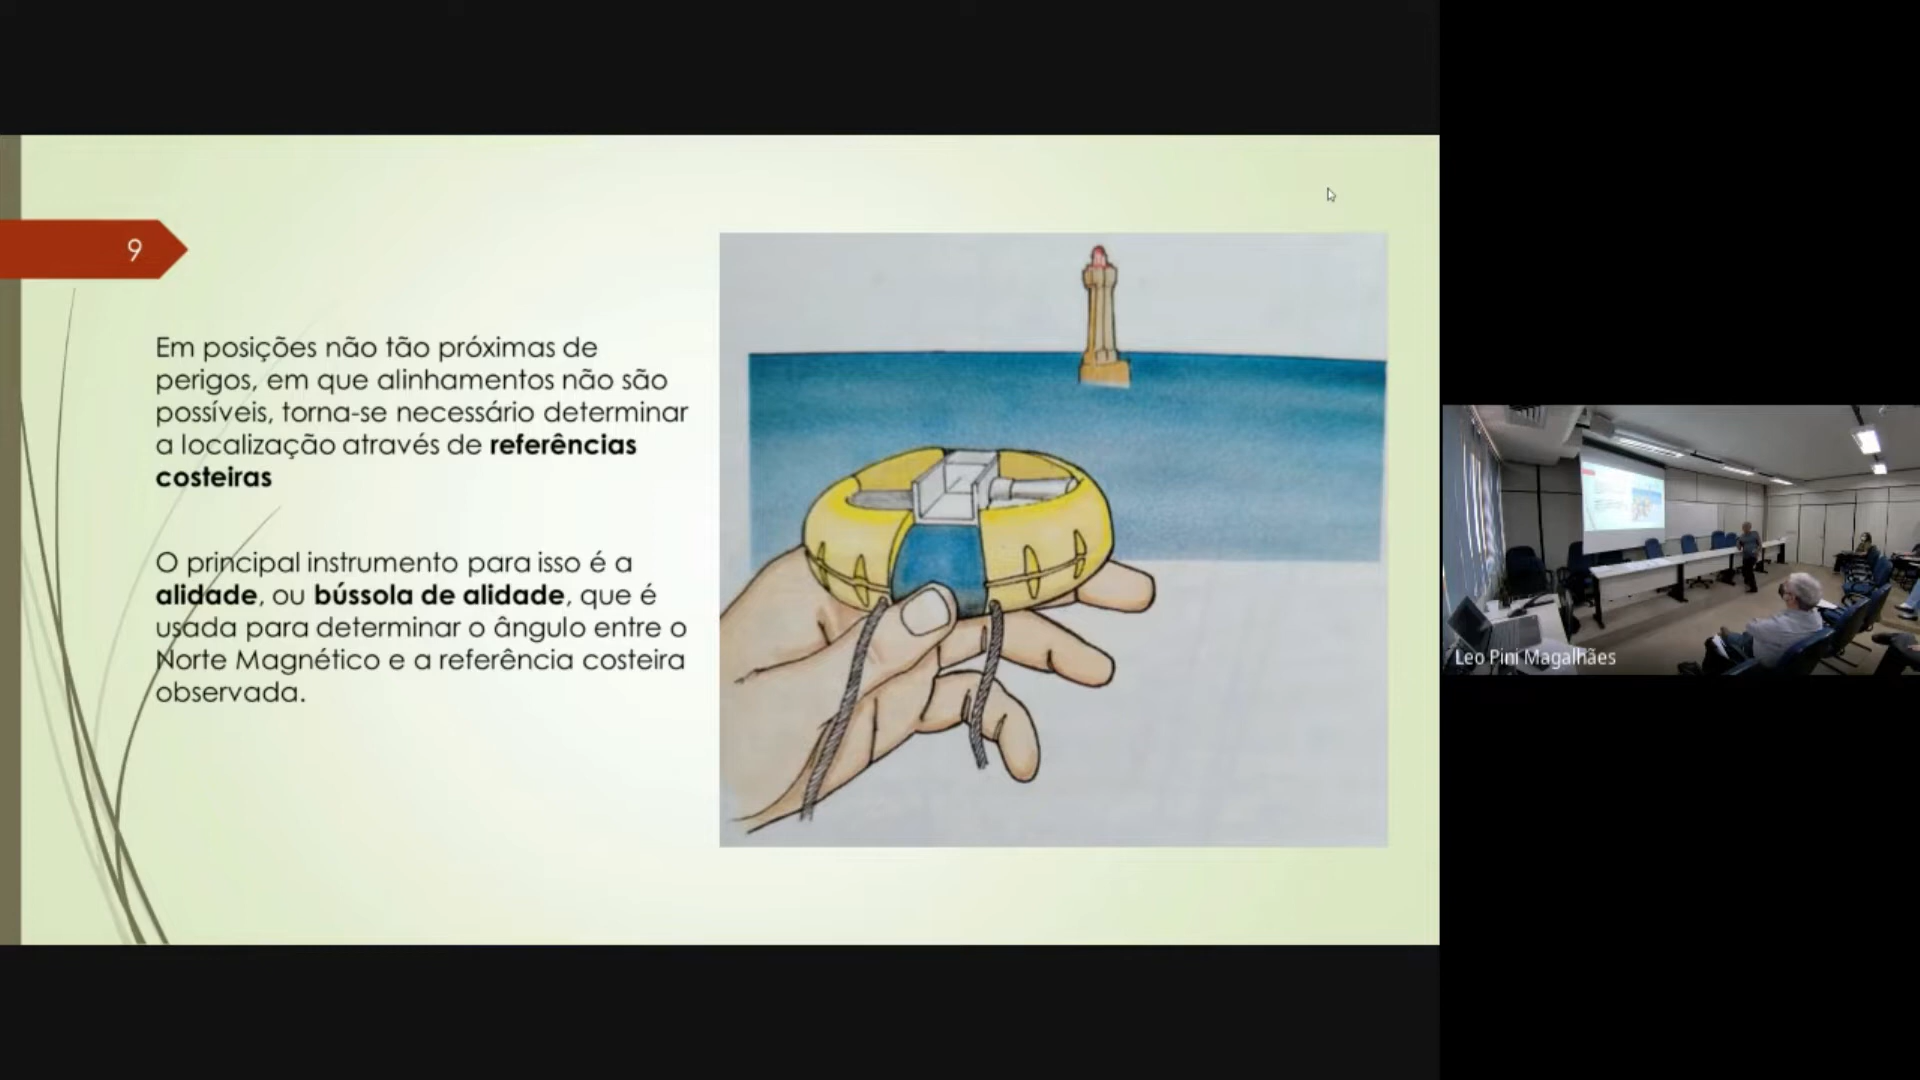 9
Em posições não tão próximas de
perigos, em que alinhamentos não são
possíveis, torna-se necessário determinar
a localização através de referências
costeiras
O principal instrumento para isso é a
alidade, ou bússola de alidade, que é
usada para determinar o ângulo entre o
Norte Magnético e a referência costeira
observada.
Leo Pini Magalhães